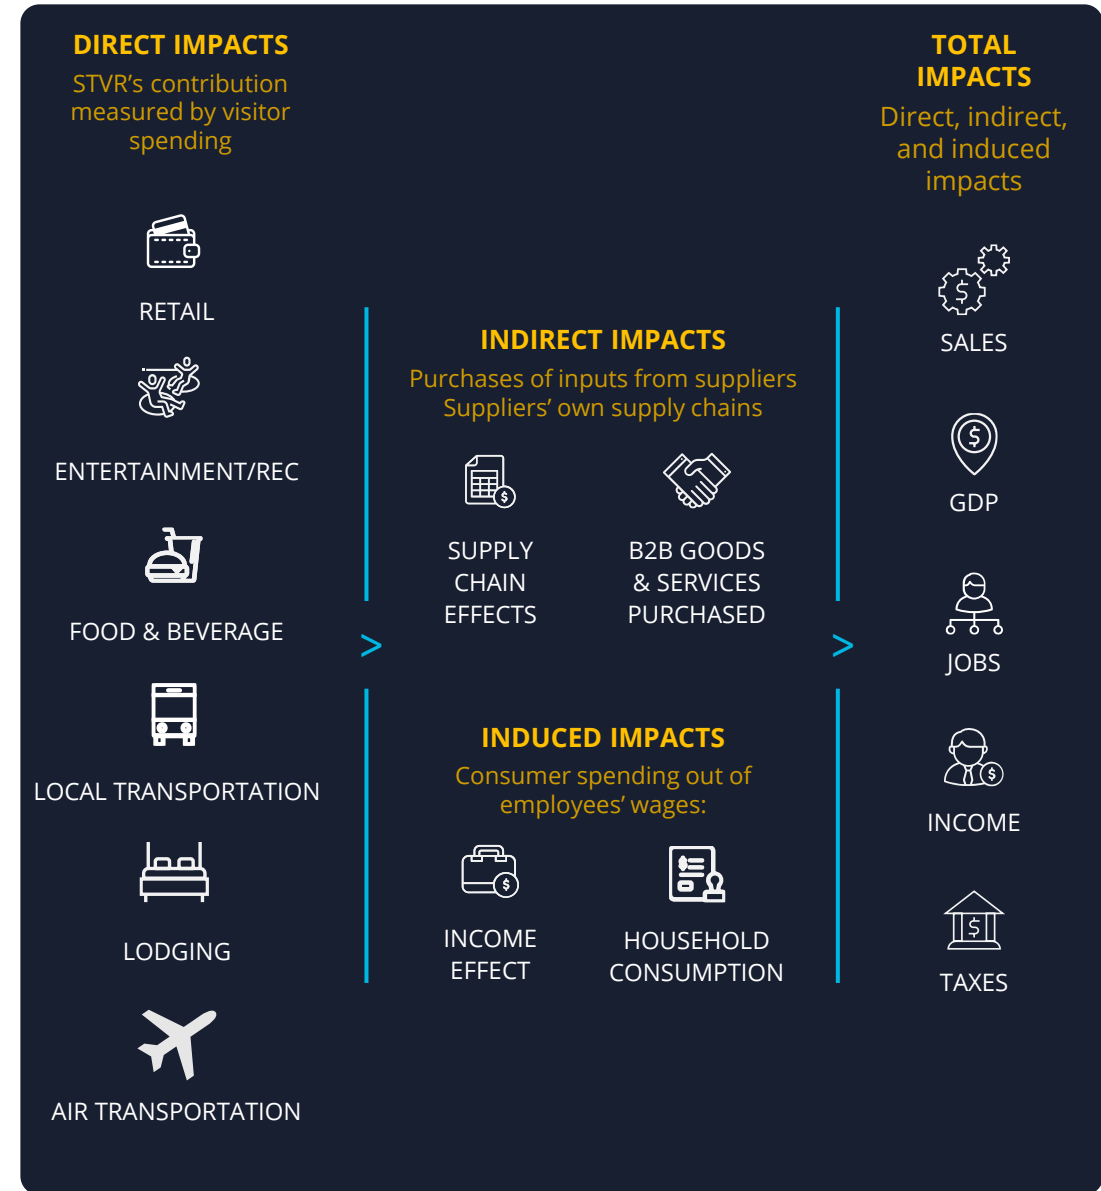 DIRECT IMPACTS
STVR's contribution
measured by visitor
spending
RETAIL
ENTERTAINMENT/REC
FOOD & BEVERAGE
LOCAL TRANSPORTATION
LODGING
AIR TRANSPORTATION
>
INDIRECT IMPACTS
Purchases of inputs from suppliers
Suppliers' own supply chains
SUPPLY
CHAIN
EFFECTS
B2B GOODS
& SERVICES
PURCHASED
INDUCED IMPACTS
Consumer spending out of
employees' wages:
INCOME
EFFECT
HOUSEHOLD
CONSUMPTION
>
TOTAL
IMPACTS
Direct, indirect,
and induced
impacts
$
SALES
$
GDP
JOBS
$
INCOME
$
TAXES